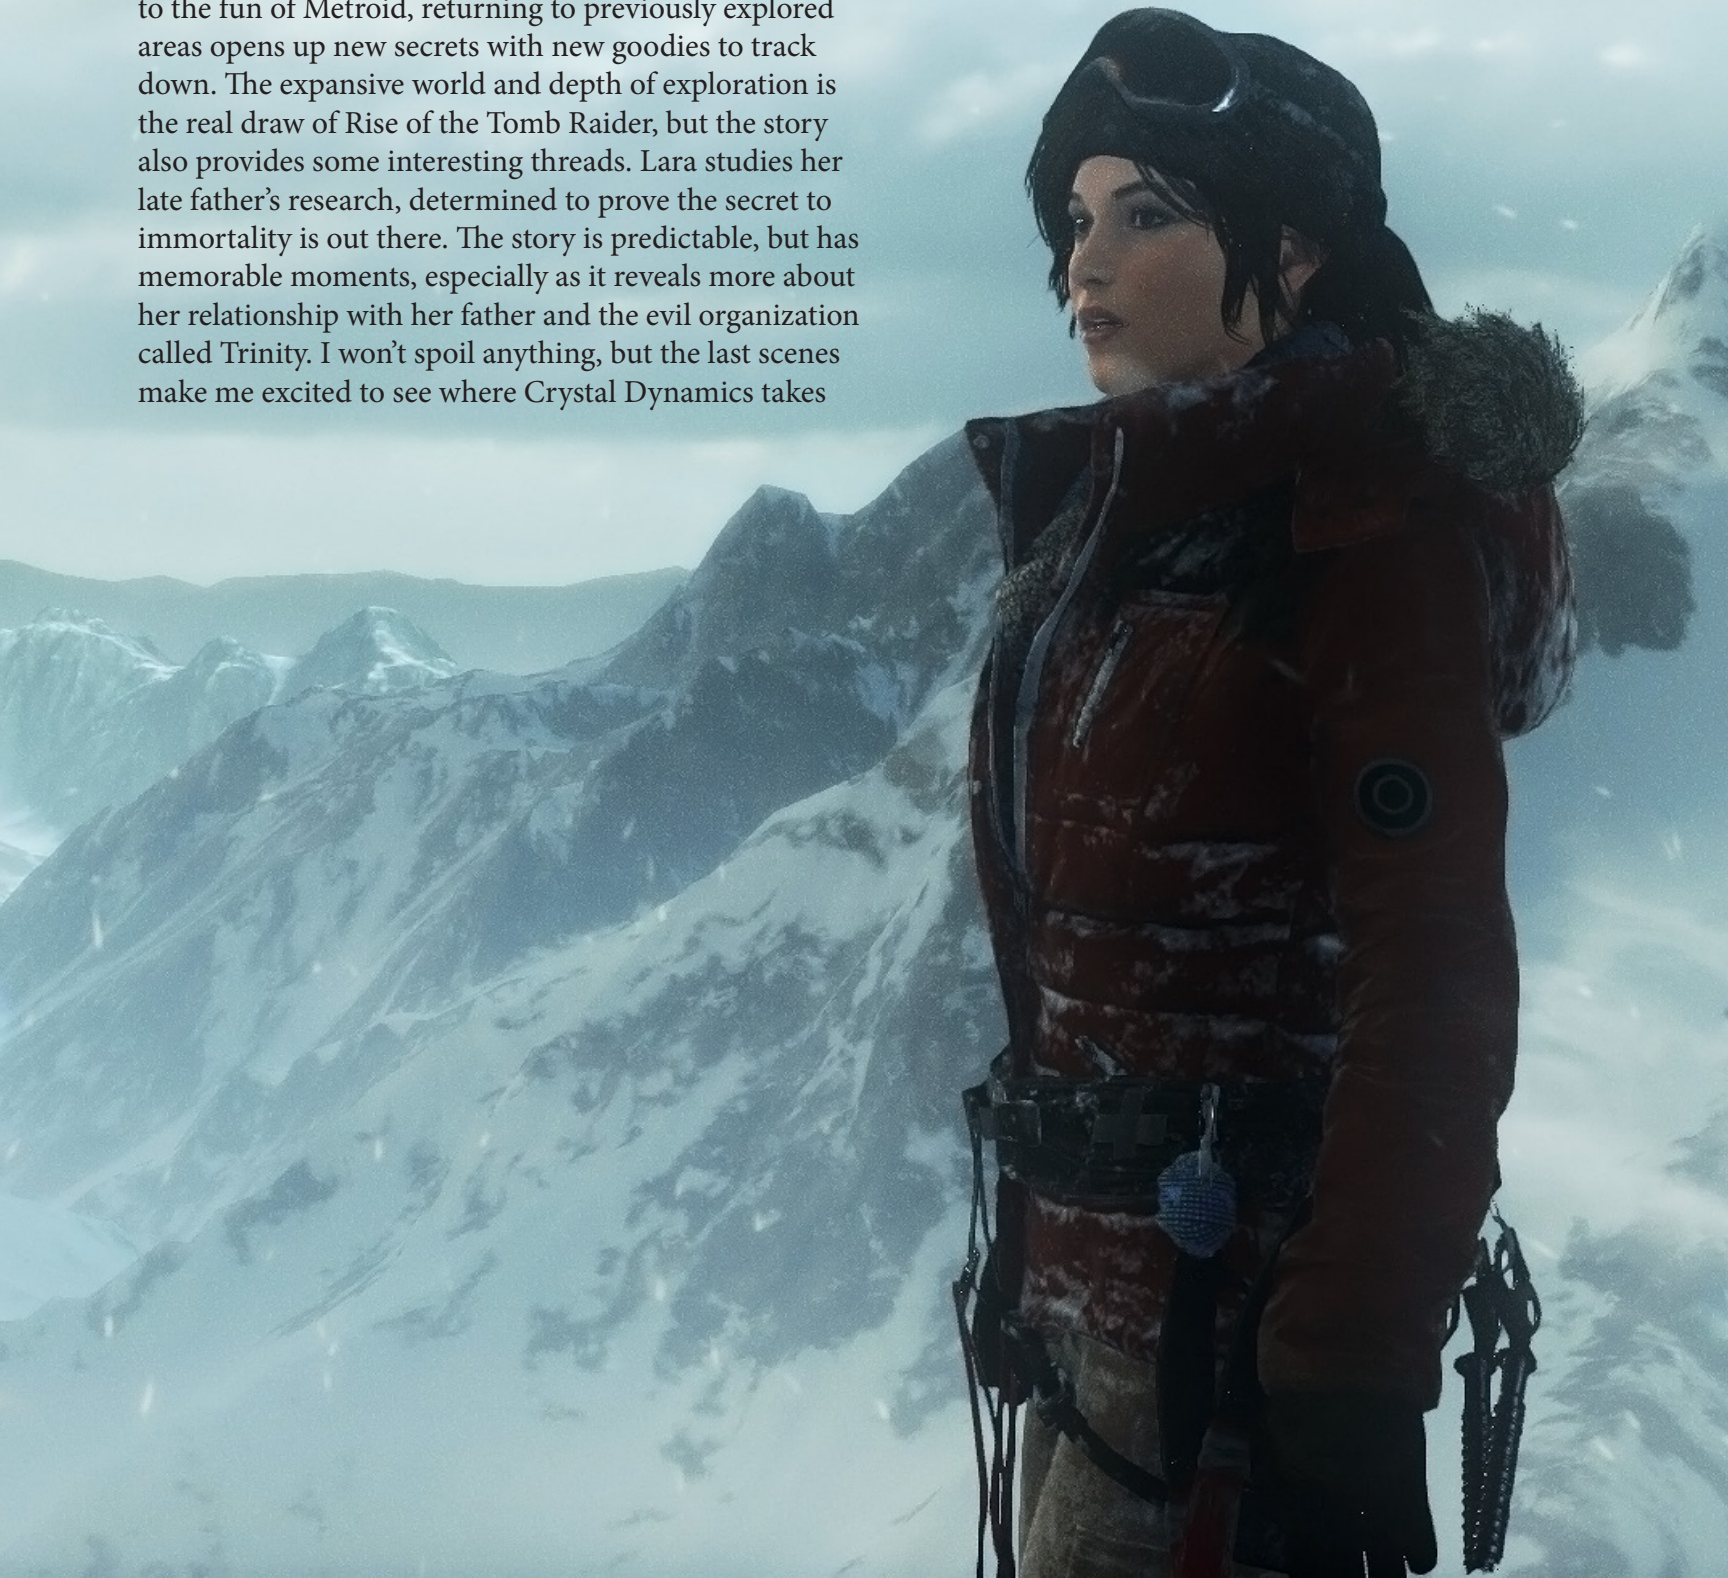 to the fun of Metroid, returning to previously explored
areas opens up new secrets with new goodies to track
down. The expansive world and depth of exploration is
the real draw of Rise of the Tomb Raider, but the story
also provides some interesting threads. Lara studies her
late father’s research, determined to prove the secret to
immortality is out there. The story is predictable, but has
memorable moments, especially as it reveals more about
her relationship with her father and the evil organization
called Trinity. I won’t spoil anything, but the last scenes
make me excited to see where Crystal Dynamics takes